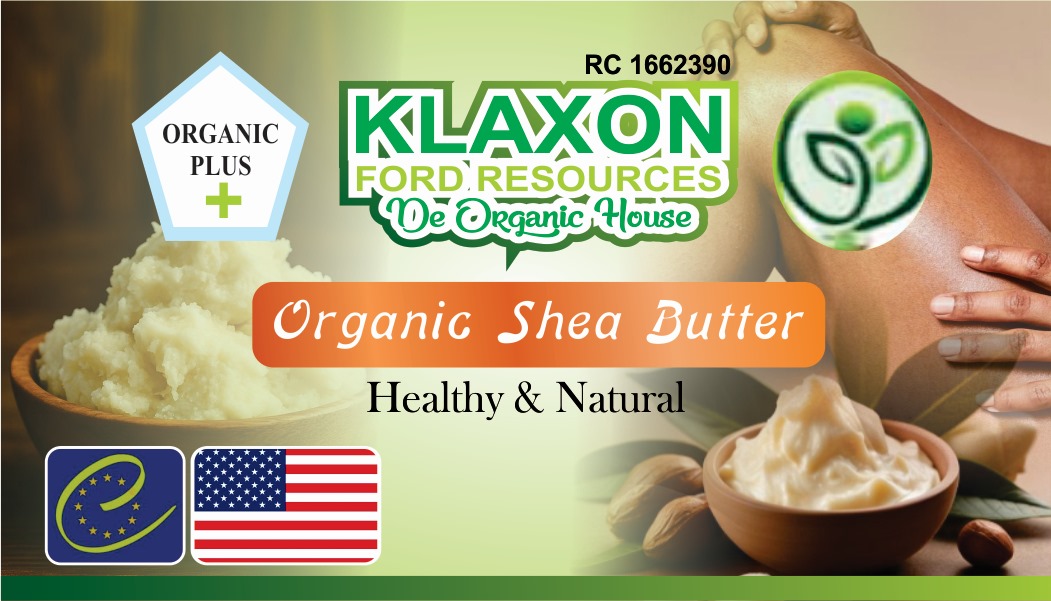 RC 1662390
ORGANIC
PLUS
+
KLAXON
FORD RESOURCES
De Organic House
Organic Shea Butter
Healthy & Natural